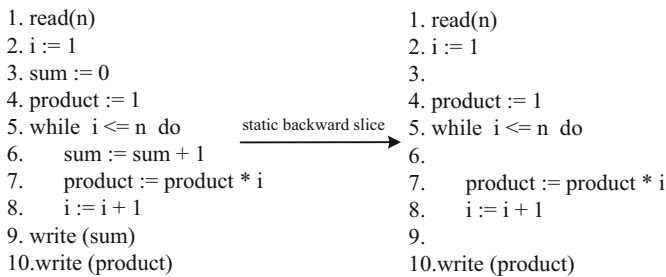 1. read(n)
2. i := 1
3. sum := 0
4. product := 1
5. while i <= n do
6. sum := sum + 1
7. product := product * i
8. i := i + 1
9. write (sum)
10.write (product)
static backward slice
1. read(n)
2. i := 1
3.
4. product := 1
5. while i <= n do
6.
7. product := product * i
8. i := i + 1
9.
10.write (product)